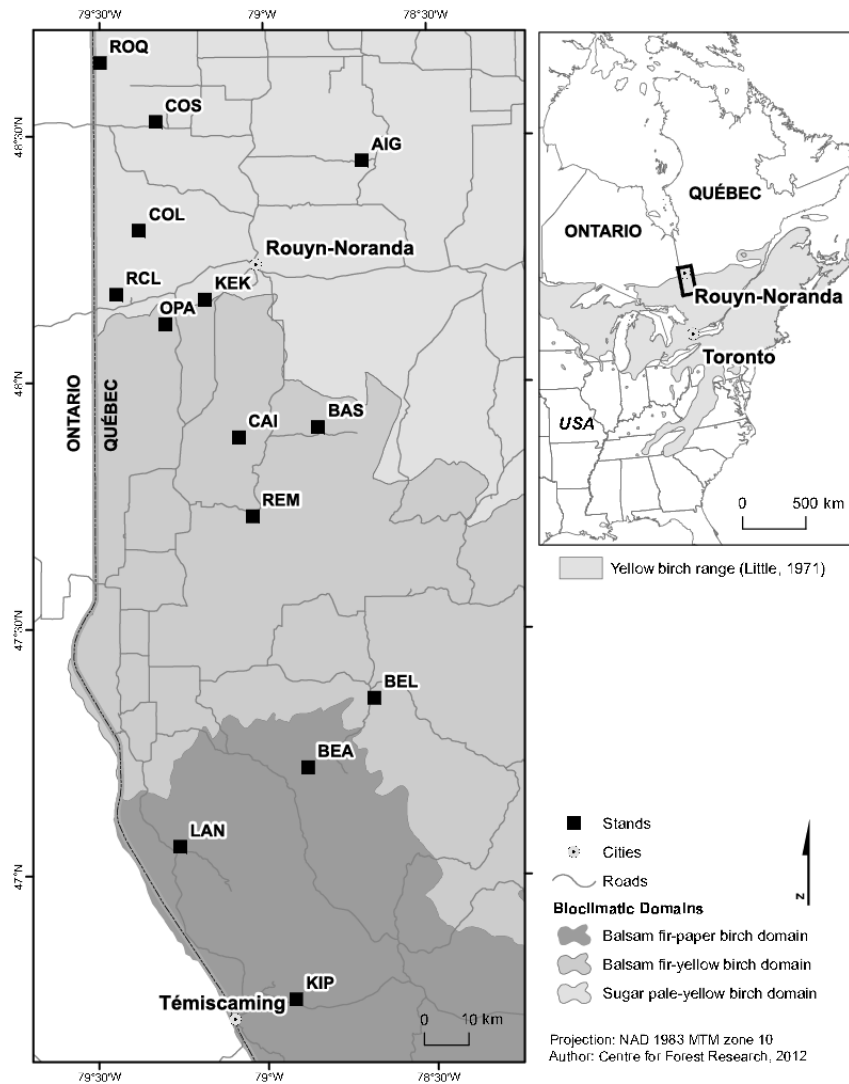 79°30'W 79°W 78°30'W
ROQ
COS
48°30'N
AIG
COL
Rouyn-Noranda
RCL
KEK
OPA
48°N
ONTARIO
QUÉBEC
BAS
CAI
REM
47°30'N
BEL
BEA
LAN
47°N
KIP
Témiscaming
0 10 km
79°30'W 79°W 78°30'W
QUÉBEC
ONTARIO
Rouyn-Noranda
Toronto
USA
0 500 km
Yellow birch range (Little, 1971)
Stands
Cities
Roads
N
Bioclimatic Domains
Balsam fir-paper birch domain
Balsam fir-yellow birch domain
Sugar pale-yellow birch domain
Projection: NAD 1983 MTM zone 10
Author: Centre for Forest Research, 2012